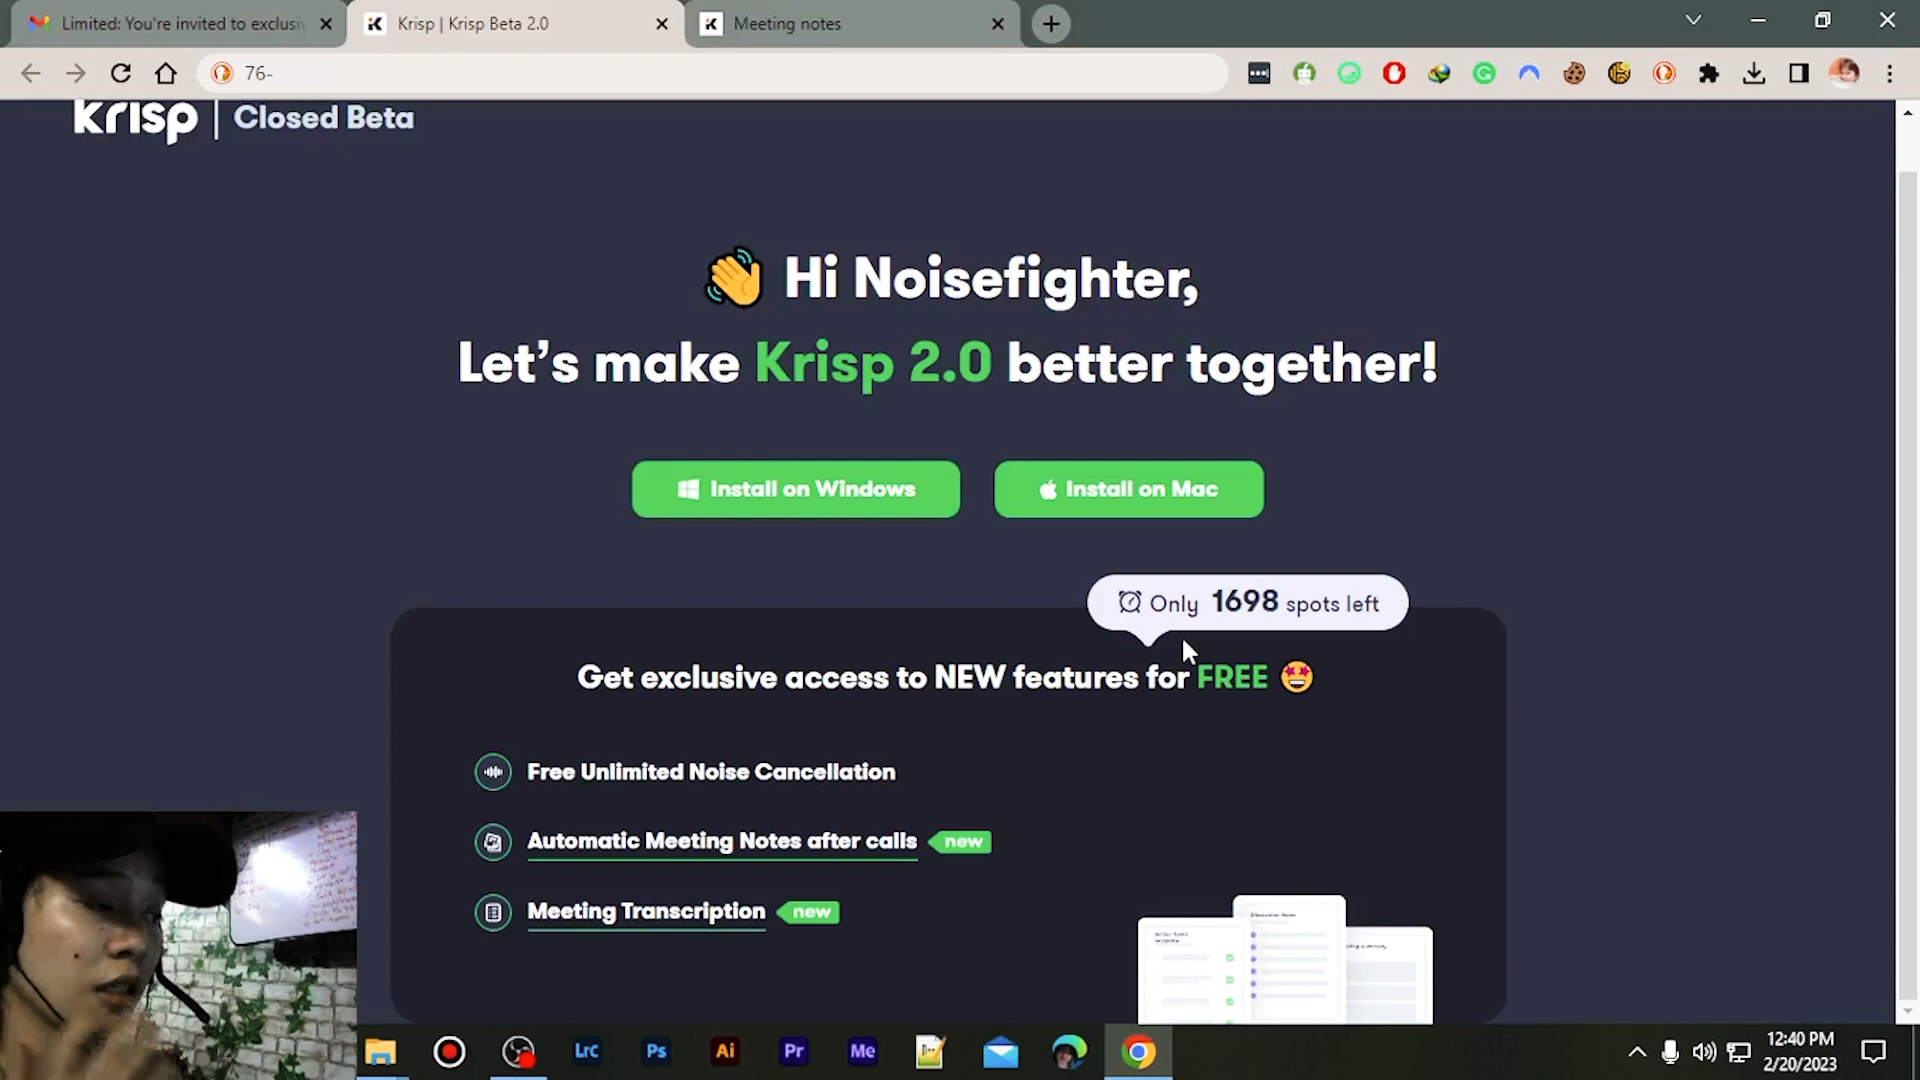 Limited: You're invited to exclusiv
Krisp | Krisp Beta 2.0
Meeting notes
76-
krisp | Closed Beta
Hi Noisefighter,
Let's make Krisp 2.0 better together!
Install on Windows
Install on Mac
Only 1698 spots left
Get exclusive access to NEW features for FREE
Free Unlimited Noise Cancellation
Automatic Meeting Notes after calls
new
Meeting Transcription
new
Lrc
Ps
Ai
Pr
Me
12:40 PM
2/20/2023